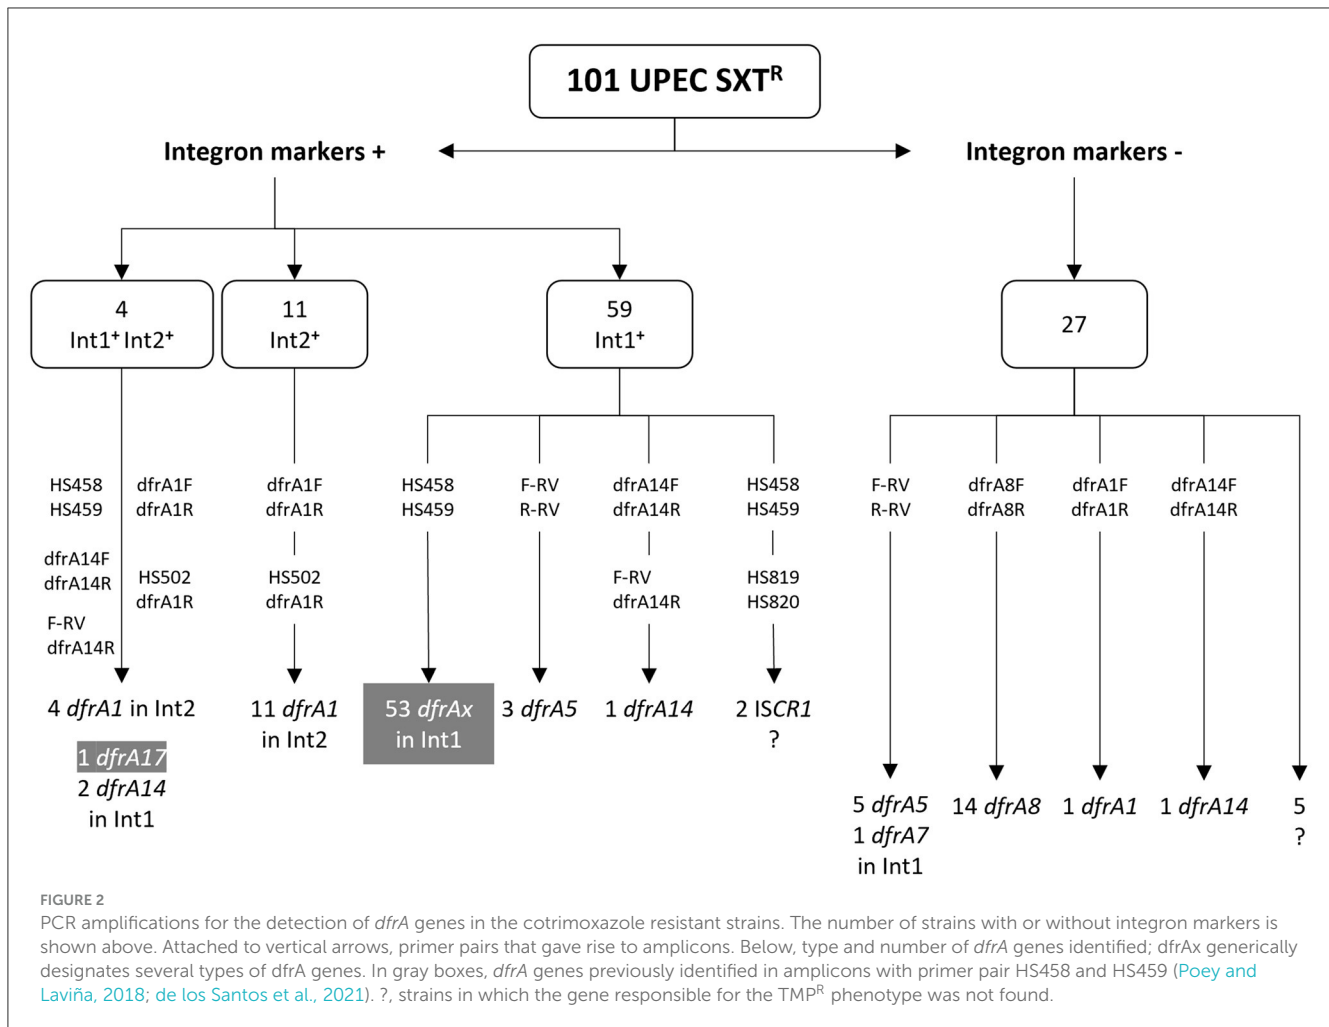 101 UPEC SXTᴿ
Integron markers +
Integron markers -
4
Int1⁺ Int2⁺
11
Int2⁺
59
Int1⁺
27
HS458
HS459
dfrA14F
dfrA14R
F-RV
dfrA14R
dfrA1F
dfrA1R
HS502
dfrA1R
4 dfrA1 in Int2
1 dfrA17
2 dfrA14
in Int1
dfrA1F
dfrA1R
HS502
dfrA1R
11 dfrA1
in Int2
HS458
HS459
53 dfrAx
in Int1
F-RV
R-RV
3 dfrA5
dfrA14F
dfrA14R
F-RV
dfrA14R
1 dfrA14
HS458
HS459
HS819
HS820
2 ISCR1
?
F-RV
R-RV
5 dfrA5
1 dfrA7
in Int1
dfrA8F
dfrA8R
14 dfrA8
dfrA1F
dfrA1R
1 dfrA1
dfrA14F
dfrA14R
1 dfrA14
5
?
FIGURE 2
PCR amplifications for the detection of dfrA genes in the cotrimoxazole resistant strains. The number of strains with or without integron markers is
shown above. Attached to vertical arrows, primer pairs that gave rise to amplicons. Below, type and number of dfrA genes identified; dfrAx generically
designates several types of dfrA genes. In gray boxes, dfrA genes previously identified in amplicons with primer pair HS458 and HS459 (Poey and
Laviña, 2018; de los Santos et al., 2021). ?, strains in which the gene responsible for the TMPᴿ phenotype was not found.